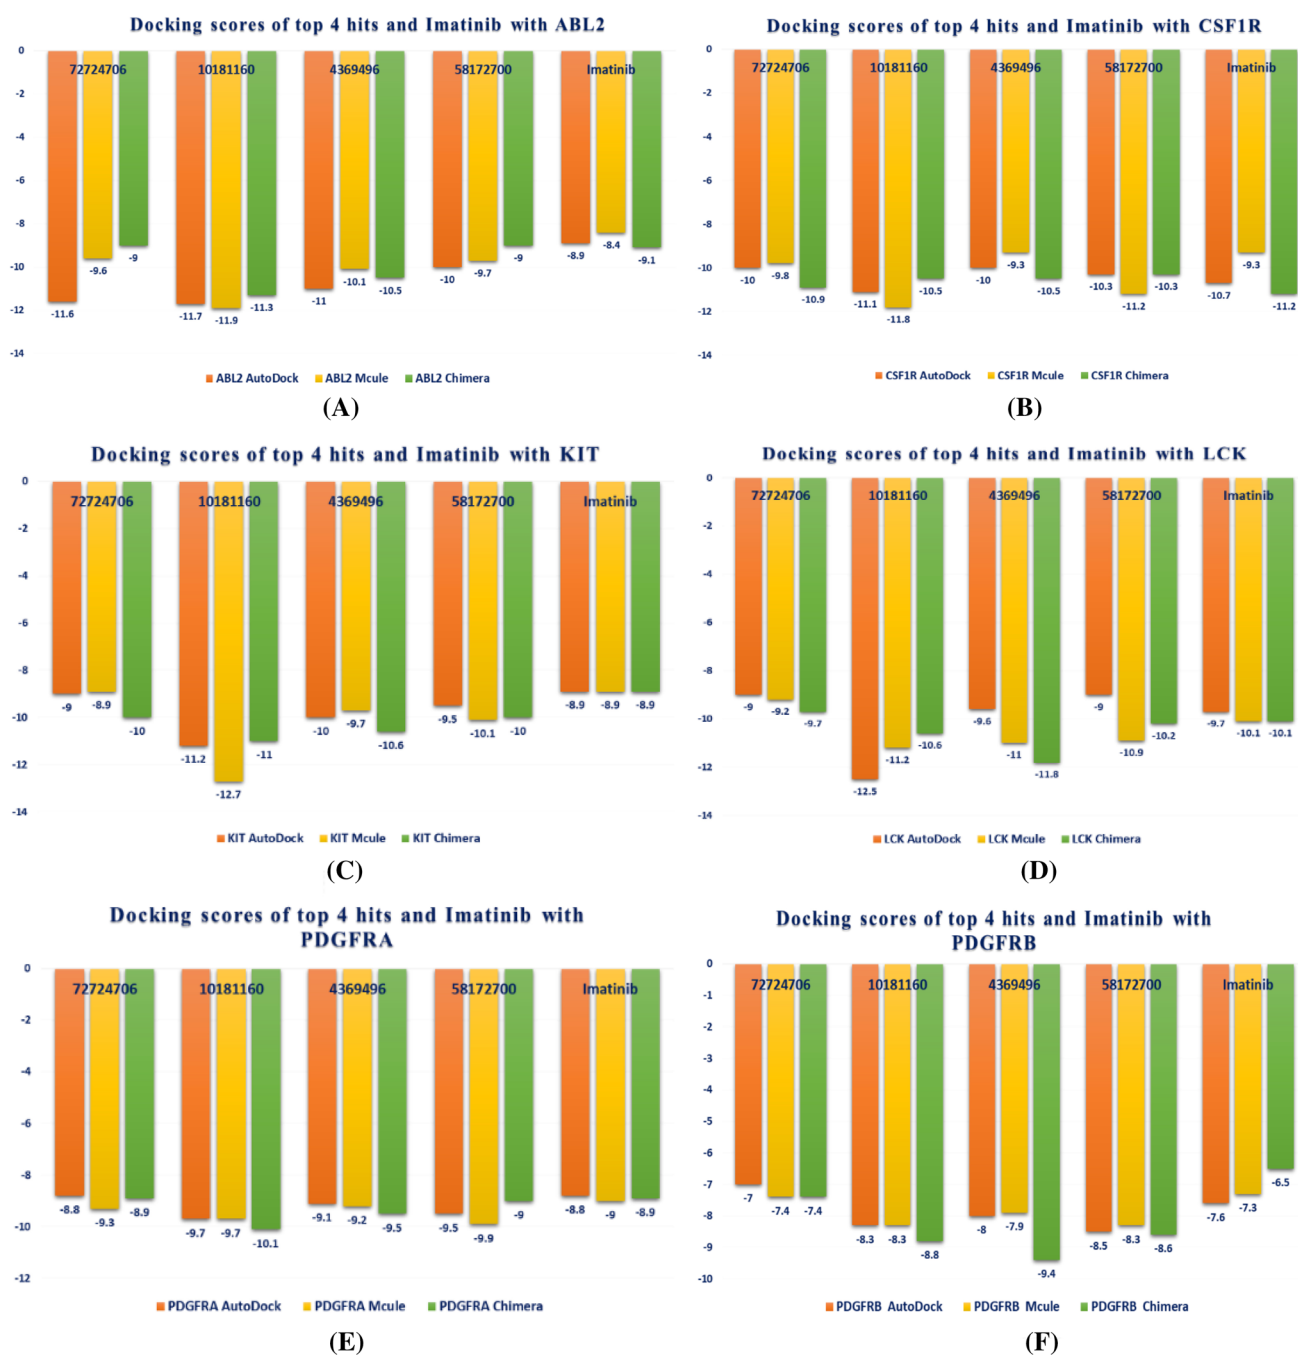 Docking scores of top 4 hits and Imatinib with ABL2
0
-2
-4
-6
-8
-10
-12
-14
72724706 10181160 4369496 58172700 Imatinib
-11.6 -9.6 -9 -11.7 -11.9 -11.3 -11 -10.1 -10.5 -10 -9.7 -9 -8.9 -8.4 -9.1
ABL2 AutoDock ABL2 Mcule ABL2 Chimera
(A)
Docking scores of top 4 hits and Imatinib with CSF1R
0
-2
-4
-6
-8
-10
-12
-14
72724706 10181160 4369496 58172700 Imatinib
-10 -9.8 -10.9 -11.1 -11.8 -10.5 -10 -9.3 -10.5 -10.3 -11.2 -10.3 -10.7 -9.3 -11.2
CSF1R AutoDock CSF1R Mcule CSF1R Chimera
(B)
Docking scores of top 4 hits and Imatinib with KIT
0
-2
-4
-6
-8
-10
-12
-14
72724706 10181160 4369496 58172700 Imatinib
-9 -8.9 -10 -11.2 -12.7 -11 -10 -9.7 -10.6 -9.5 -10.1 -10 -8.9 -8.9 -8.9
KIT AutoDock KIT Mcule KIT Chimera
(C)
Docking scores of top 4 hits and Imatinib with LCK
0
-2
-4
-6
-8
-10
-12
-14
72724706 10181160 4369496 58172700 Imatinib
-9 -9.2 -9.7 -12.5 -11.2 -10.6 -9.6 -11 -11.8 -9 -10.9 -10.2 -9.7 -10.1 -10.1
LCK AutoDock LCK Mcule LCK Chimera
(D)
Docking scores of top 4 hits and Imatinib with
PDGFRA
0
-2
-4
-6
-8
-10
-12
72724706 10181160 4369496 58172700 Imatinib
-8.8 -9.3 -8.9 -9.7 -9.7 -10.1 -9.1 -9.2 -9.5 -9.5 -9.9 -9 -8.8 -9 -8.9
PDGFRA AutoDock PDGFRA Mcule PDGFRA Chimera
(E)
Docking scores of top 4 hits and Imatinib with
PDGFRB
0
-1
-2
-3
-4
-5
-6
-7
-8
-9
-10
72724706 10181160 4369496 58172700 Imatinib
-7 -7.4 -7.4 -8.3 -8.3 -8.8 -8 -7.9 -9.4 -8.5 -8.3 -8.6 -7.6 -7.3 -6.5
PDGFRB AutoDock PDGFRB Mcule PDGFRB Chimera
(F)